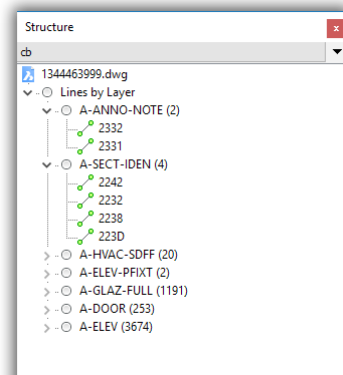 Structure
x
cb
1344463999.dwg
Lines by Layer
A-ANNO-NOTE (2)
2332
2331
A-SECT-IDEN (4)
2242
2232
2238
223D
A-HVAC-SDFF (20)
A-ELEV-PFIXT (2)
A-GLAZ-FULL (1191)
A-DOOR (253)
A-ELEV (3674)